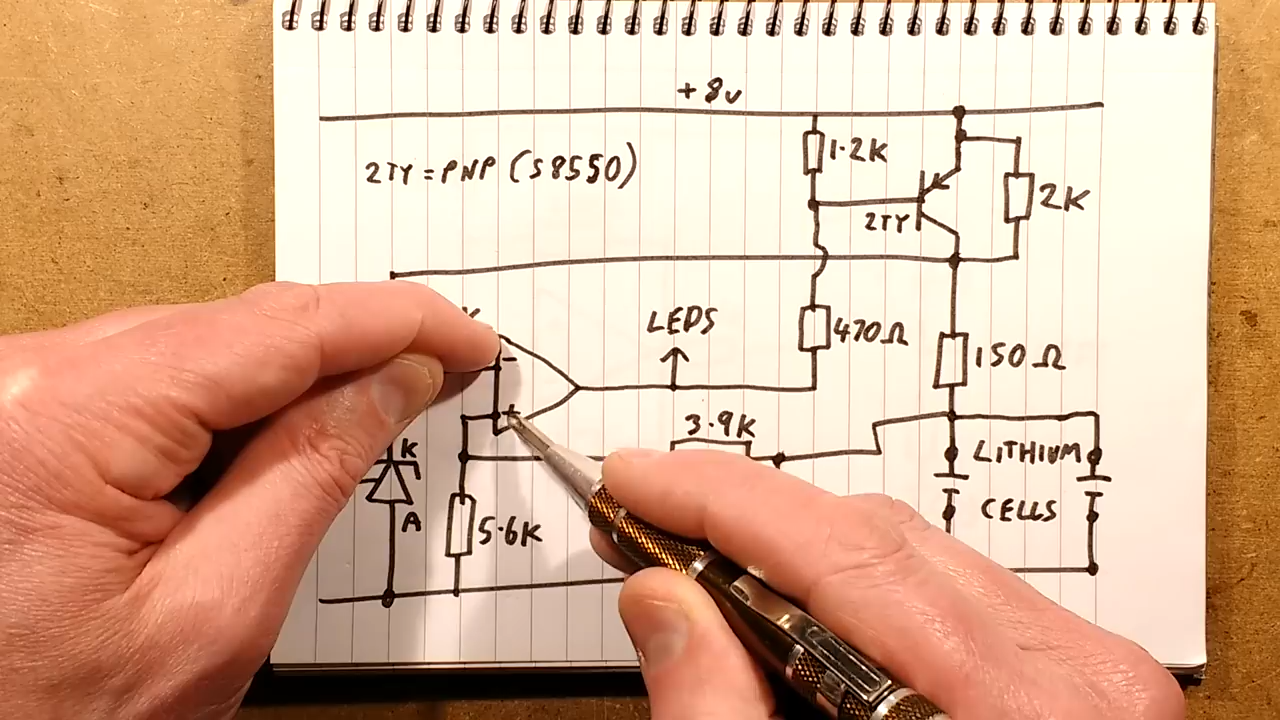 +8v
1.2K
2TY = PNP (S8550)
2TY
2K
LEDS
470Ω
150Ω
-
+
3.9K
K
LITHIUM
CELLS
A
5.6K